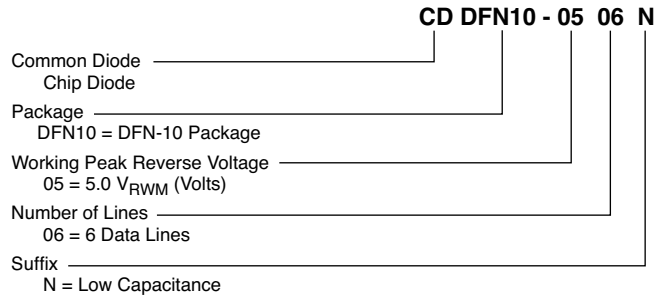 CD DFN10 - 05 06 N
Common Diode
Chip Diode
Package
DFN10 = DFN-10 Package
Working Peak Reverse Voltage
05 = 5.0 VRWM (Volts)
Number of Lines
06 = 6 Data Lines
Suffix
N = Low Capacitance